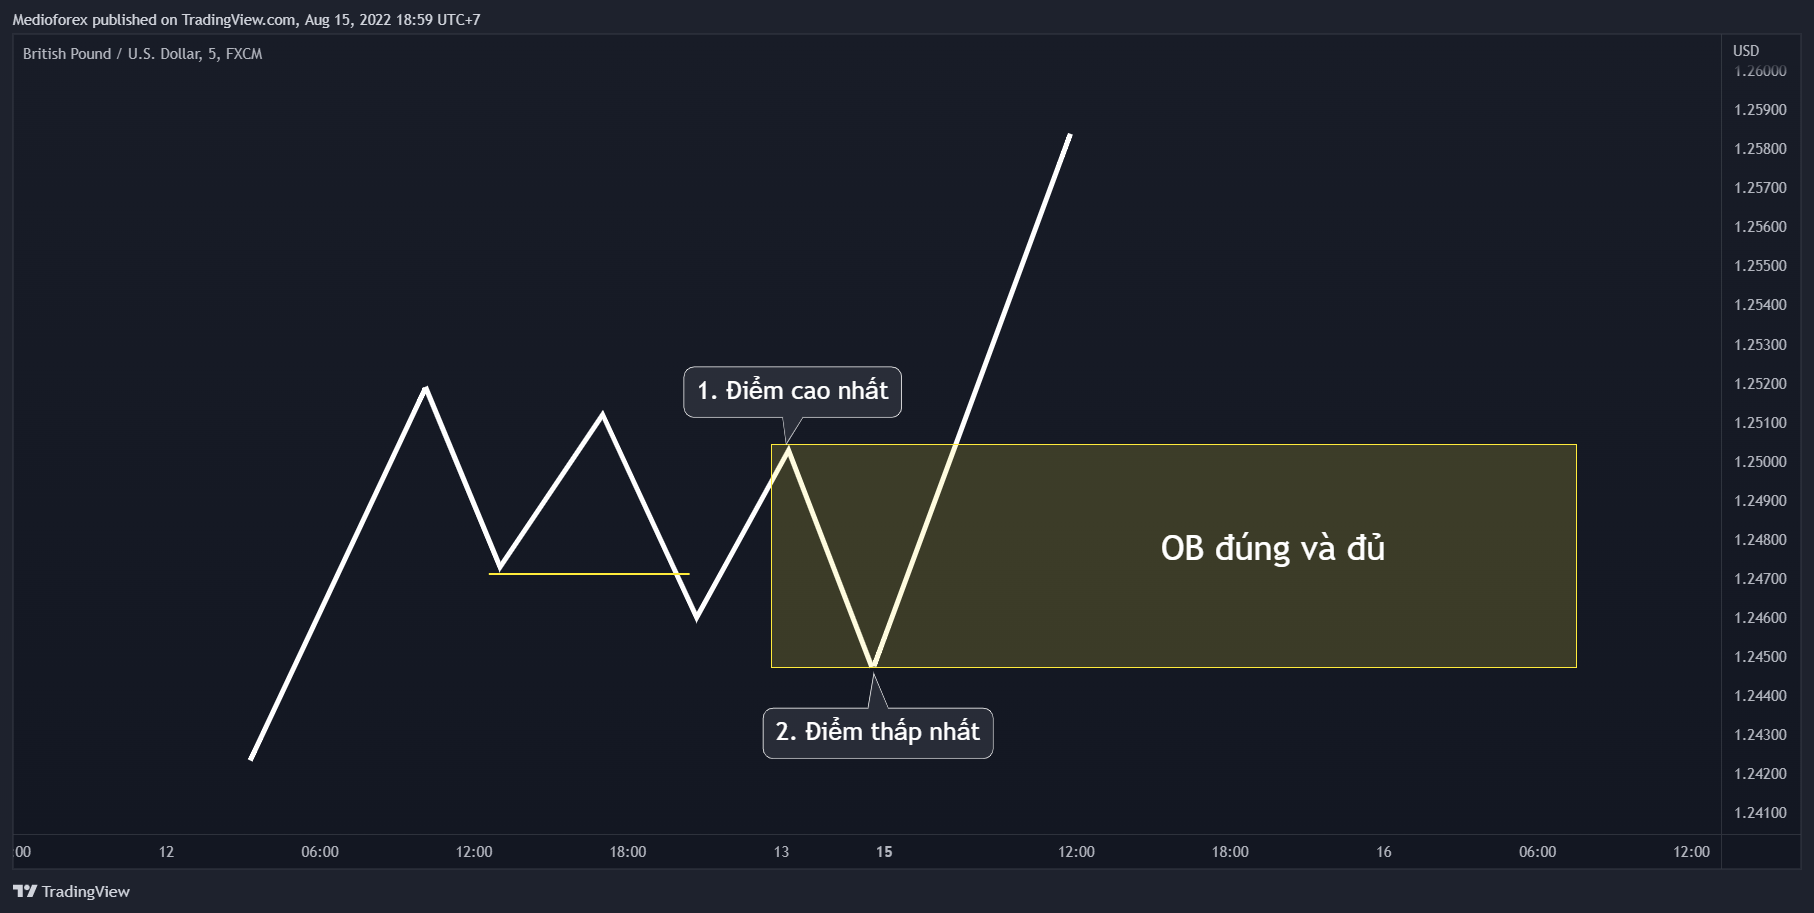 Medioforex published on TradingView.com, Aug 15, 2022 18:59 UTC+7
British Pound / U.S. Dollar, 5, FXCM
USD
1.26000
1.25900
1.25800
1.25700
1.25600
1.25500
1.25400
1.25300
1.25200
1.25100
1.25000
1.24900
1.24800
1.24700
1.24600
1.24500
1.24400
1.24300
1.24200
1.24100
1. Điểm cao nhất
OB đúng và đủ
2. Điểm thấp nhất
:00 12 06:00 12:00 18:00 13 15 12:00 18:00 16 06:00 12:00
TradingView